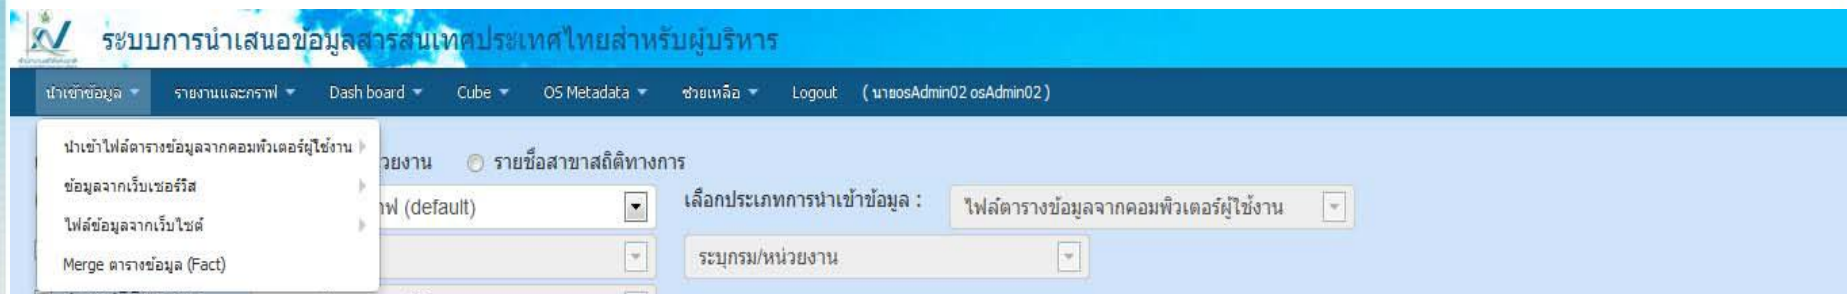 ระบบการนำเสนอข้อมูลสารสนเทศประเทศไทยสำหรับผู้บริหาร
นำเข้าข้อมูล รายงานและกราฟ Dash board Cube OS Metadata ช่วยเหลือ Logout ( นายosAdmin02 osAdmin02 )
นำเข้าไฟล์ตารางข้อมูลจากคอมพิวเตอร์ผู้ใช้งาน
วยงาน รายชื่อสาขาสถิติทางการ
ข้อมูลจากเว็บเซอร์วิส
าฟ (default) เลือกประเภทการนำเข้าข้อมูล : ไฟล์ตารางข้อมูลจากคอมพิวเตอร์ผู้ใช้งาน
ไฟล์ข้อมูลจากเว็บไซต์
Merge ตารางข้อมูล (Fact) ระบุกรม/หน่วยงาน